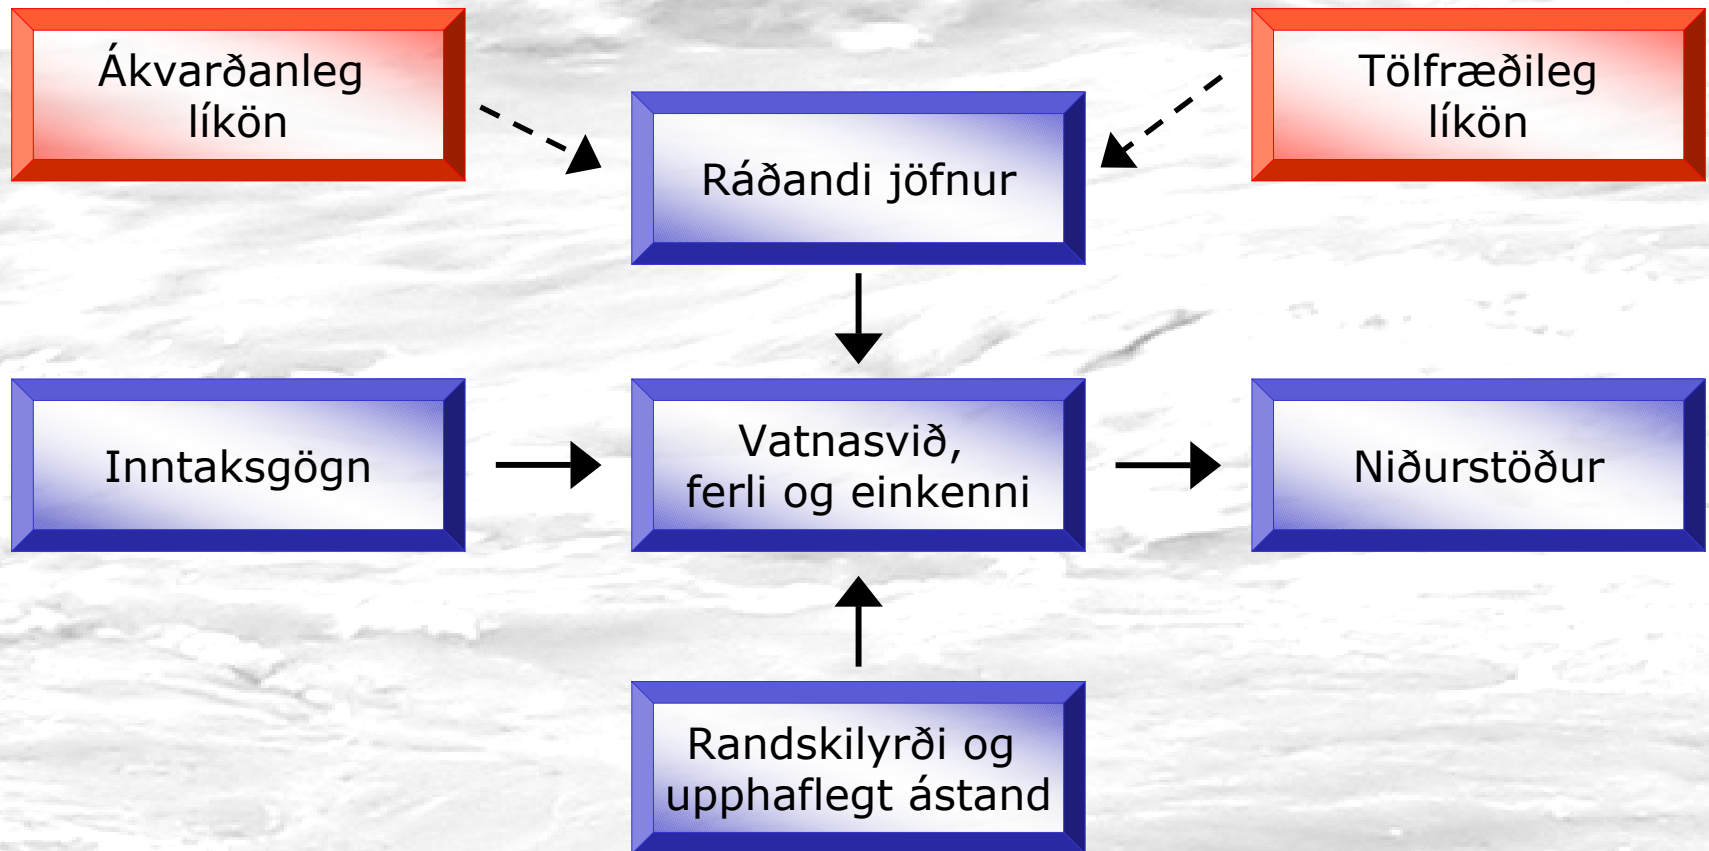 Ákvarðanleg
líkön
Tölfræðileg
líkön
Ráðandi jöfnur
Inntaksgögn
Vatnasvið,
ferli og einkenni
Niðurstöður
Randskilyrði og
upphaflegt ástand